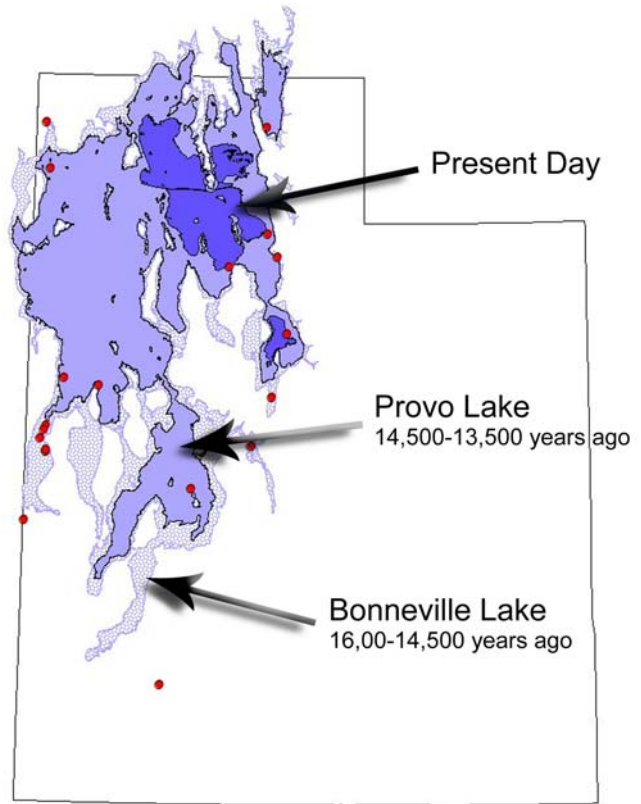 Present Day
Provo Lake
14,500-13,500 years ago
Bonneville Lake
16,00-14,500 years ago